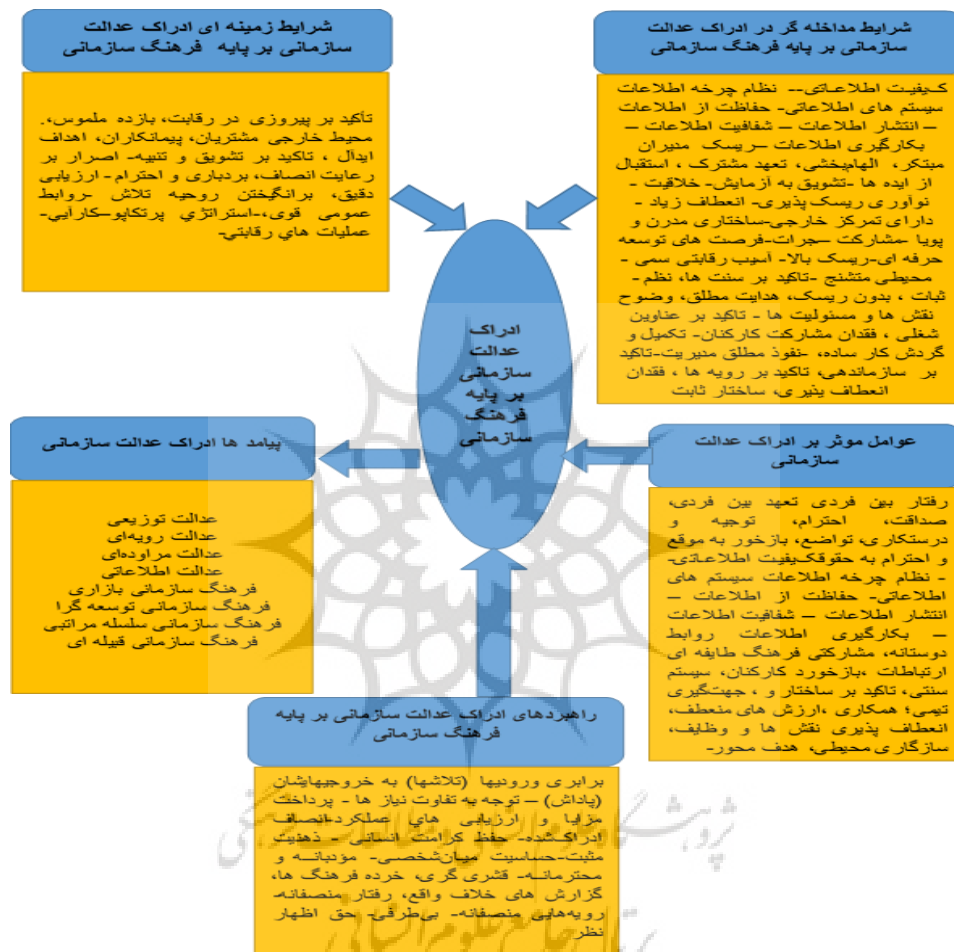 شرایط مداخله گر در ادراک عدالت
سازمانی بر پایه فرهنگ سازمانی
کیفیت اطلاعاتی-- نظام چرخه اطلاعات
سیستم های اطلاعاتی- حفاظت از اطلاعات
– انتشار اطلاعات – شفافیت اطلاعات –
بکارگیری اطلاعات –ریسک مدیران
مبتکر، الهام‌بخشی، تعهد مشترک ، استقبال
از ایده ها -تشویق به آزمایش- خلاقیت -
نوآوری ریسک پذیری- انعطاف زیاد -
دارای تمرکز خارجی-ساختاری مدرن و
پویا -مشارکت –جرات-فرصت های توسعه
حرفه ای-ریسک بالا- آسیب رقابتی سمی -
محیطی متشنج -تاکید بر سنت ها، نظم -
ثبات ، بدون ریسک، هدایت مطلق، وضوح
نقش ها و مسئولیت ها - تاکید بر عناوین
شغلی ، فقدان مشارکت کارکنان- تکمیل و
گردش کار ساده، -نفوذ مطلق مدیریت-تاکید
بر سازماندهی، تاکید بر رویه ها ، فقدان
انعطاف پذیری، ساختار ثابت
شرایط زمینه ای ادراک عدالت
سازمانی بر پایه فرهنگ سازمانی
تأکید بر پیروزی در رقابت، بازده ملموس،
محیط خارجی مشتریان، پیمانکاران، اهداف
ایدآل ، تاکید بر تشویق و تنبیه- اصرار بر
رعایت انصاف، بردباری و احترام - ارزیابی
دقیق، برانگیختن روحیه تلاش -روابط
عمومی قوی،-استراتژي پرتکاپو–کارآیي-
عملیات هاي رقابتي-
ادراک
عدالت
سازمانی
بر پایه
فرهنگ
سازمانی
عوامل موثر بر ادراک عدالت
سازمانی
رفتار بین فردی تعهد بین فردی،
صداقت، احترام، توجیه و
درستکاری، تواضع، بازخور به موقع
و احترام به حقوقکیفیت اطلاعاتی-
- نظام چرخه اطلاعات سیستم های
اطلاعاتی- حفاظت از اطلاعات –
انتشار اطلاعات – شفافیت اطلاعات
– بکارگیری اطلاعات روابط
دوستانه، مشارکتی فرهنگ طایفه ای
ارتباطات ،بازخورد کارکنان، سیستم
سنتی، تاکید بر ساختار و ، جهت‌گیری
تیمی؛ همکاری ،ارزش های منعطف،
انعطاف پذیری نقش ها و وظایف،
سازگاری محیطی، هدف محور-
پیامد ها ادراک عدالت سازمانی
عدالت توزیعی
عدالت رویه‌ای
عدالت مراوده‌ای
عدالت اطلاعاتی
فرهنگ سازمانی بازاری
فرهنگ سازمانی توسعه گرا
فرهنگ سازمانی سلسله مراتبی
فرهنگ سازمانی قبیله ای
راهبردهای ادراک عدالت سازمانی بر پایه
فرهنگ سازمانی
برابری ورودیها (تلاشها) به خروجیهایشان
(پاداش) – توجه به تفاوت نیاز ها - پرداخت
مزایا و ارزیابی هاي عملکرد-انصاف
ادراک‌شده- حفظ کرامت انسانی - ذهنیت
مثبت-حساسیت میان‌شخصی- مؤدبانه و
محترمانه- قشری گری، خرده فرهنگ ها،
گزارش های خلاف واقع، رفتار منصفانه-
رویه‌هایی منصفانه- بی‌طرفی- حق اظهار
نظر
پژوهشگاه علوم انسانی و مطالعات فرهنگی
پرتال جامع علوم انسانی